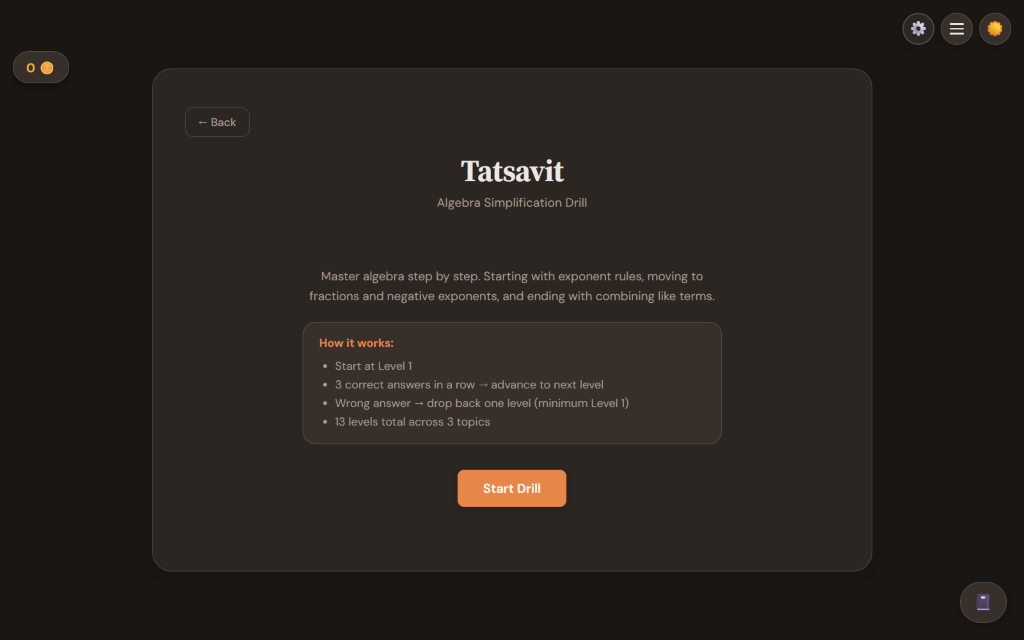 0
← Back
Tatsavit
Algebra Simplification Drill
Master algebra step by step. Starting with exponent rules, moving to
fractions and negative exponents, and ending with combining like terms.
How it works:
• Start at Level 1
• 3 correct answers in a row → advance to next level
• Wrong answer → drop back one level (minimum Level 1)
• 13 levels total across 3 topics
Start Drill